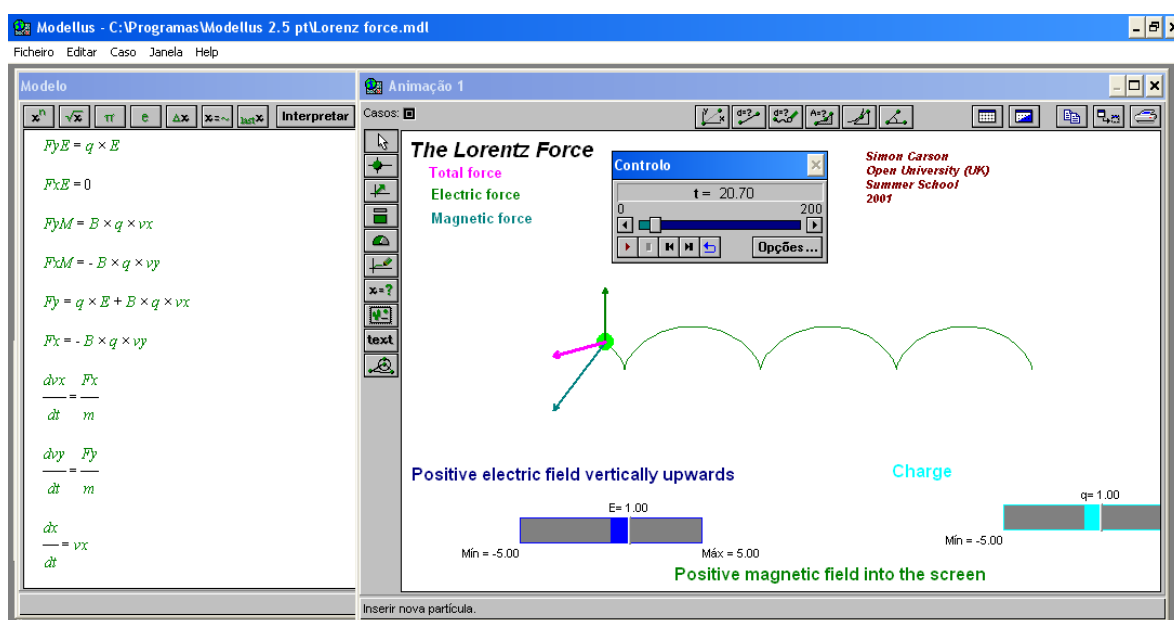 Modellus - C:\Programas\Modellus 2.5 pt\Lorenz force.mdl
Ficheiro Editar Caso Janela Help
Modelo
xⁿ √x π e Δx x=~ last x Interpretar
FyE = q × E
FxE = 0
FyM = B × q × vx
FxM = - B × q × vy
Fy = q × E + B × q × vx
Fx = - B × q × vy
dvx/dt = Fx/m
dvy/dt = Fy/m
dx/dt = vx
Animação 1
Casos:
d=? d=? A=?
x=?
text
The Lorentz Force
Total force
Electric force
Magnetic force
Controlo
t = 20.70
0 200
Opções...
Simon Carson
Open University (UK)
Summer School
2001
Positive electric field vertically upwards
E= 1.00
Mín = -5.00 Máx = 5.00
Charge
q= 1.00
Mín = -5.00
Positive magnetic field into the screen
Inserir nova partícula.